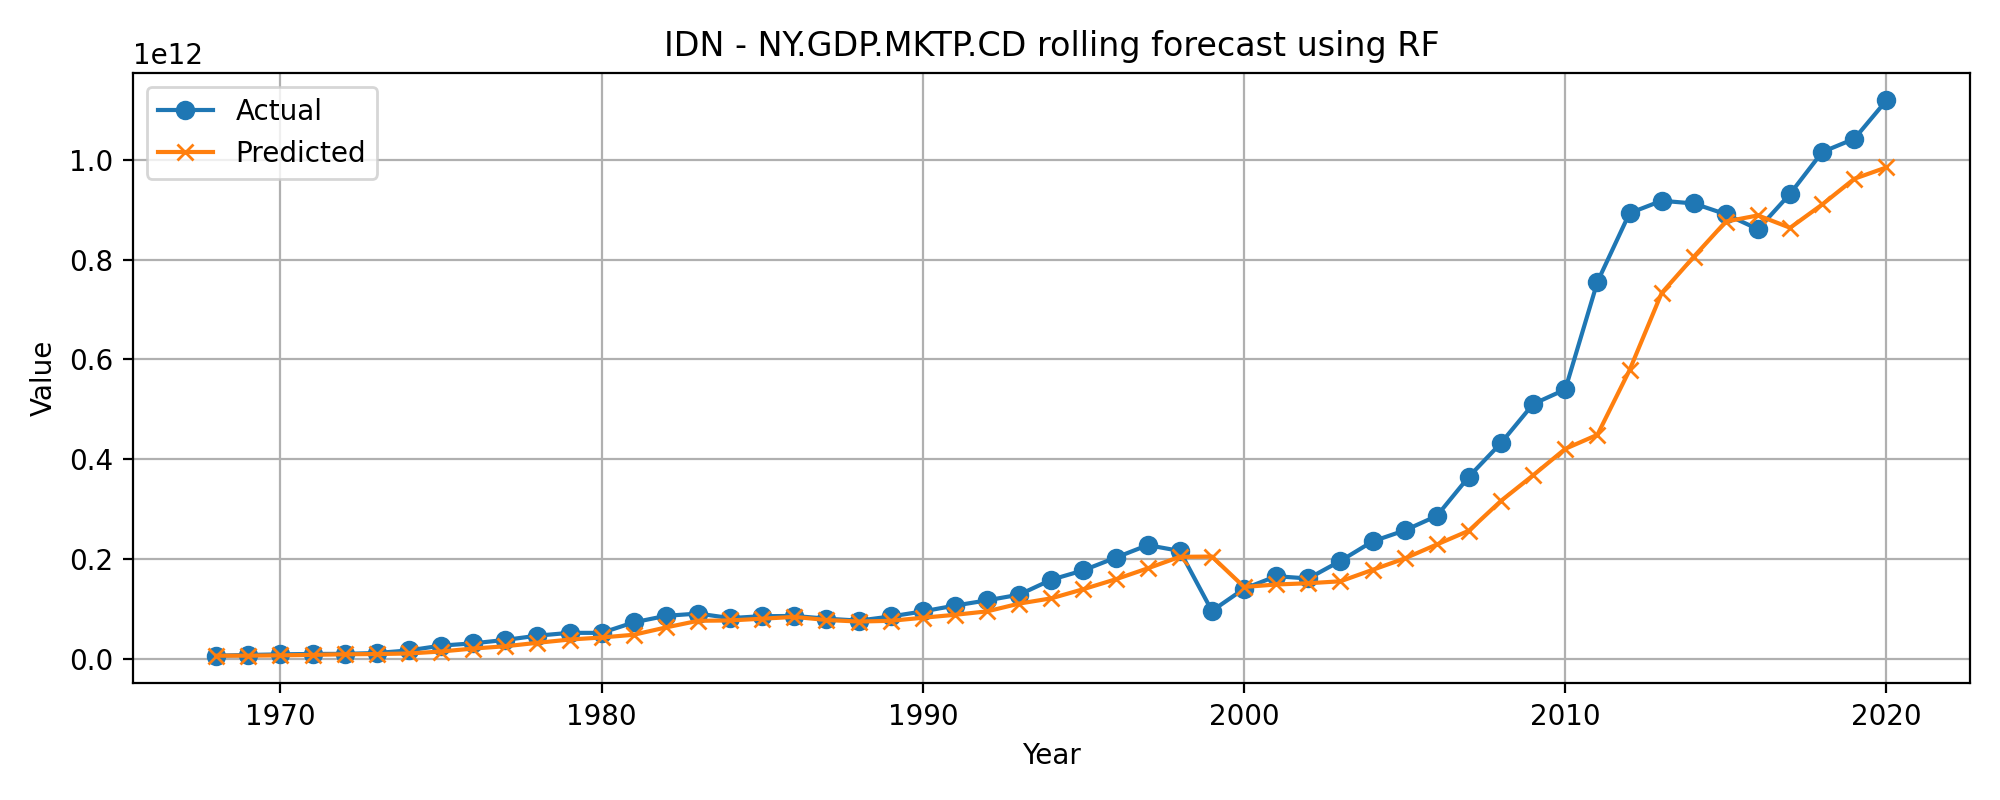 IDN - NY.GDP.MKTP.CD rolling forecast using RF
1e12
Actual
Predicted
1.0
0.8
0.6
0.4
0.2
0.0
Value
1970 1980 1990 2000 2010 2020
Year